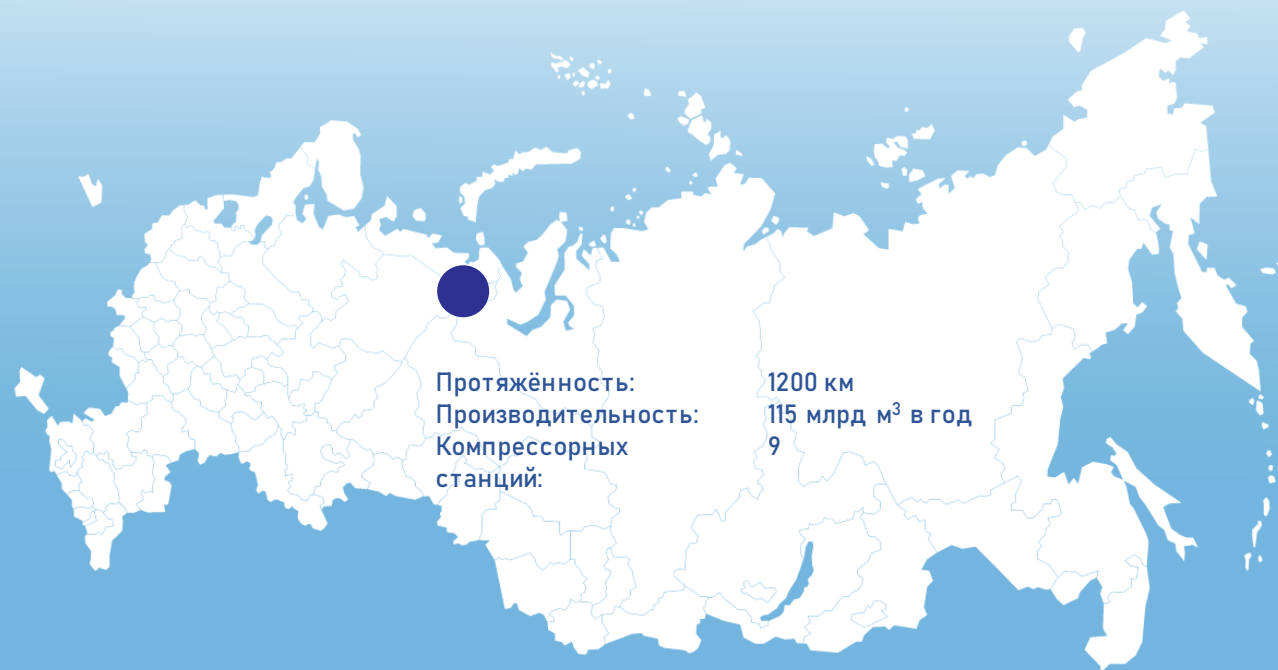 Протяжённость: 1200 км
Производительность: 115 млрд м³ в год
Компрессорных 9
станций: